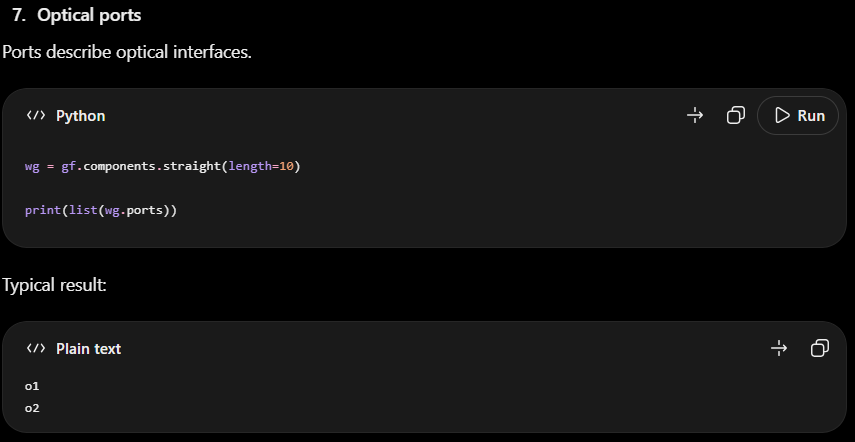 7. Optical ports
Ports describe optical interfaces.
</> Python
Run
wg = gf.components.straight(length=10)
print(list(wg.ports))
Typical result:
</> Plain text
o1
o2